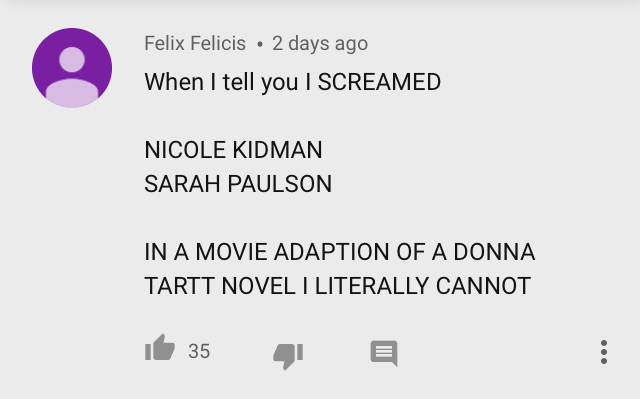 Felix Felicis • 2 days ago
When I tell you I SCREAMED
NICOLE KIDMAN
SARAH PAULSON
IN A MOVIE ADAPTION OF A DONNA
TARTT NOVEL I LITERALLY CANNOT
35